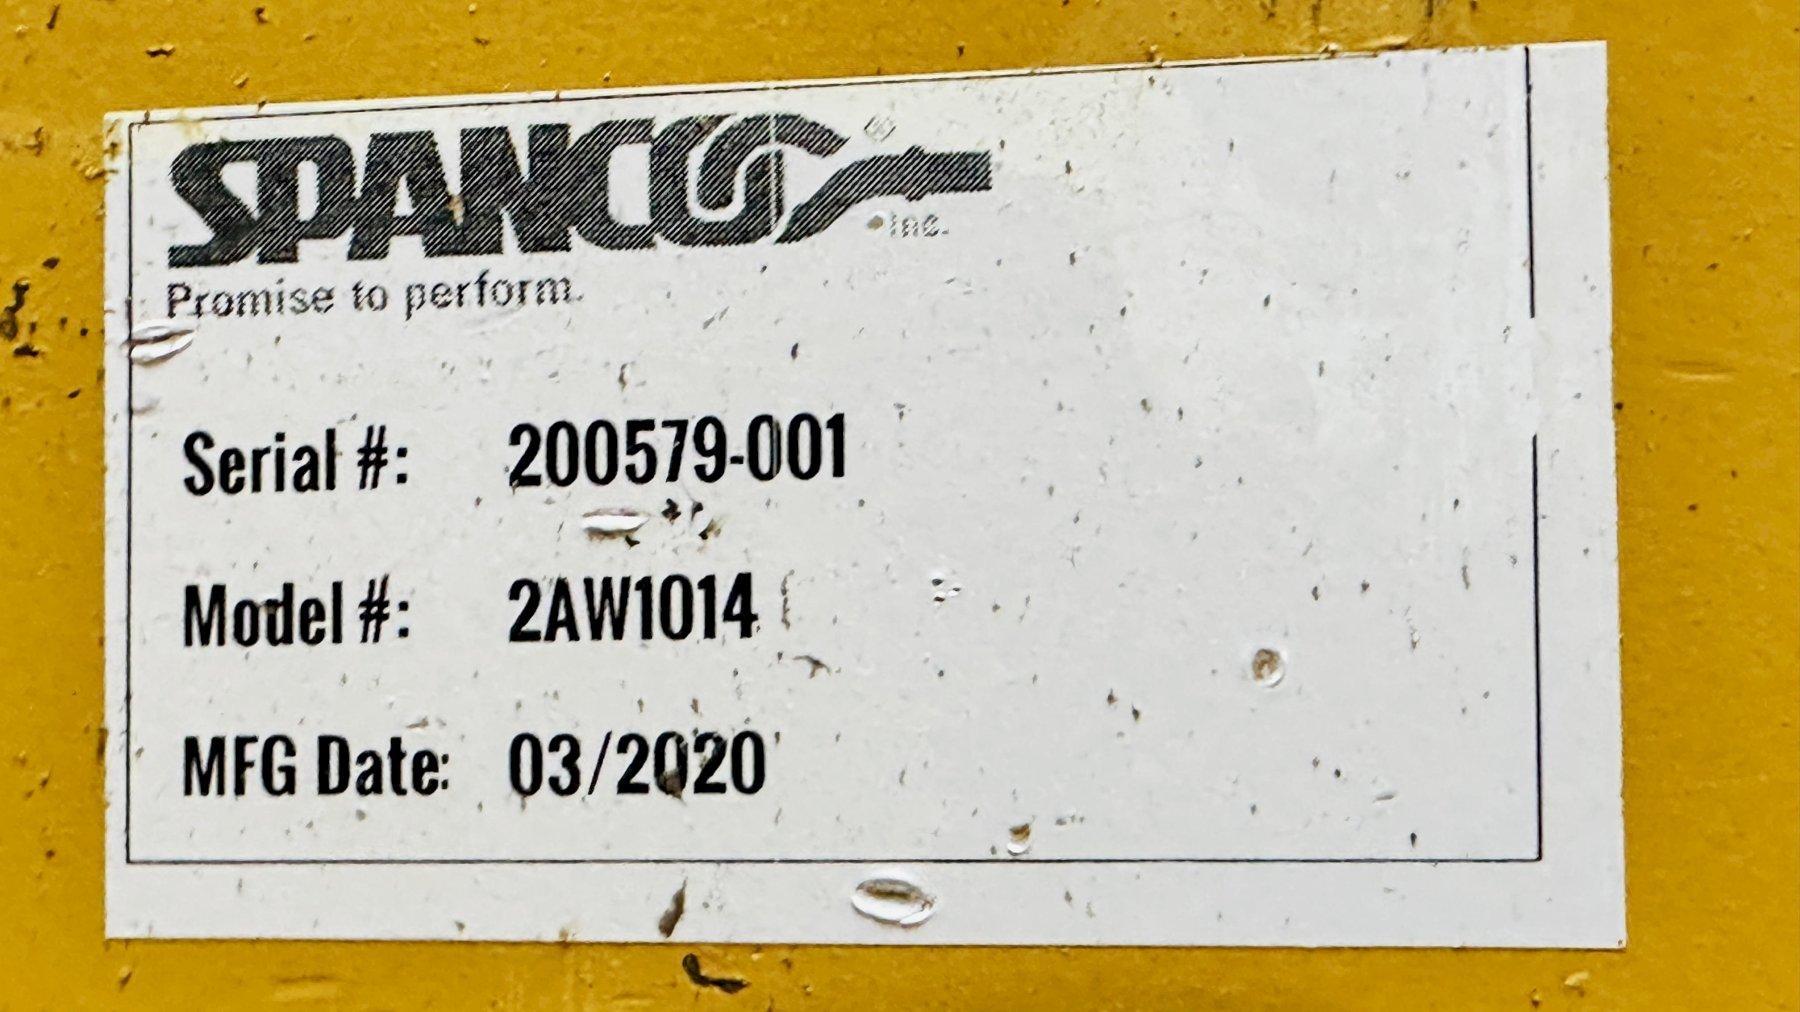 SPANCO ®
Inc.
Promise to perform.
Serial #: 200579-001
Model #: 2AW1014
MFG Date: 03/2020